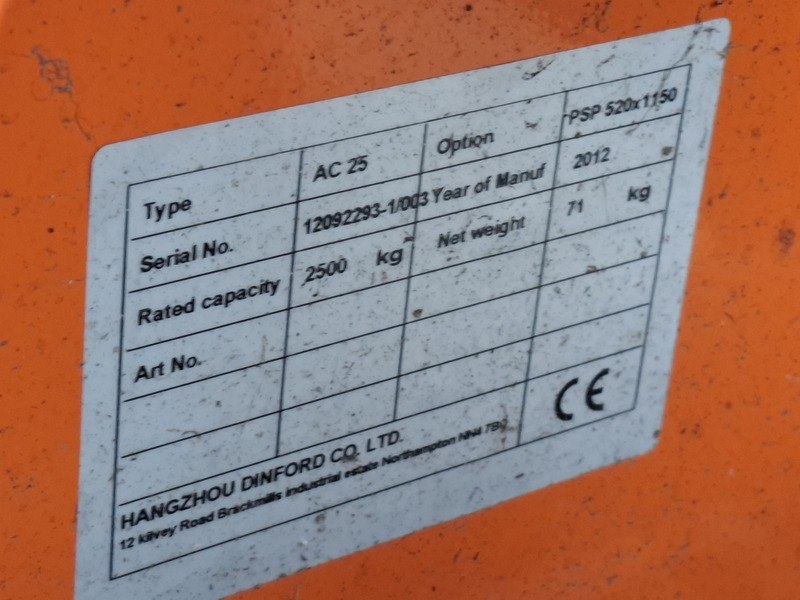 Type AC 25 Option PSP 520x1150
Serial No. 12092293-1/003 Year of Manuf 2012
Rated capacity 2500 kg Net weight 71 kg
Art No.
HANGZHOU DINFORD CO. LTD.
12 kilvey Road Brackmills industrial estate Northampton NN4
CE